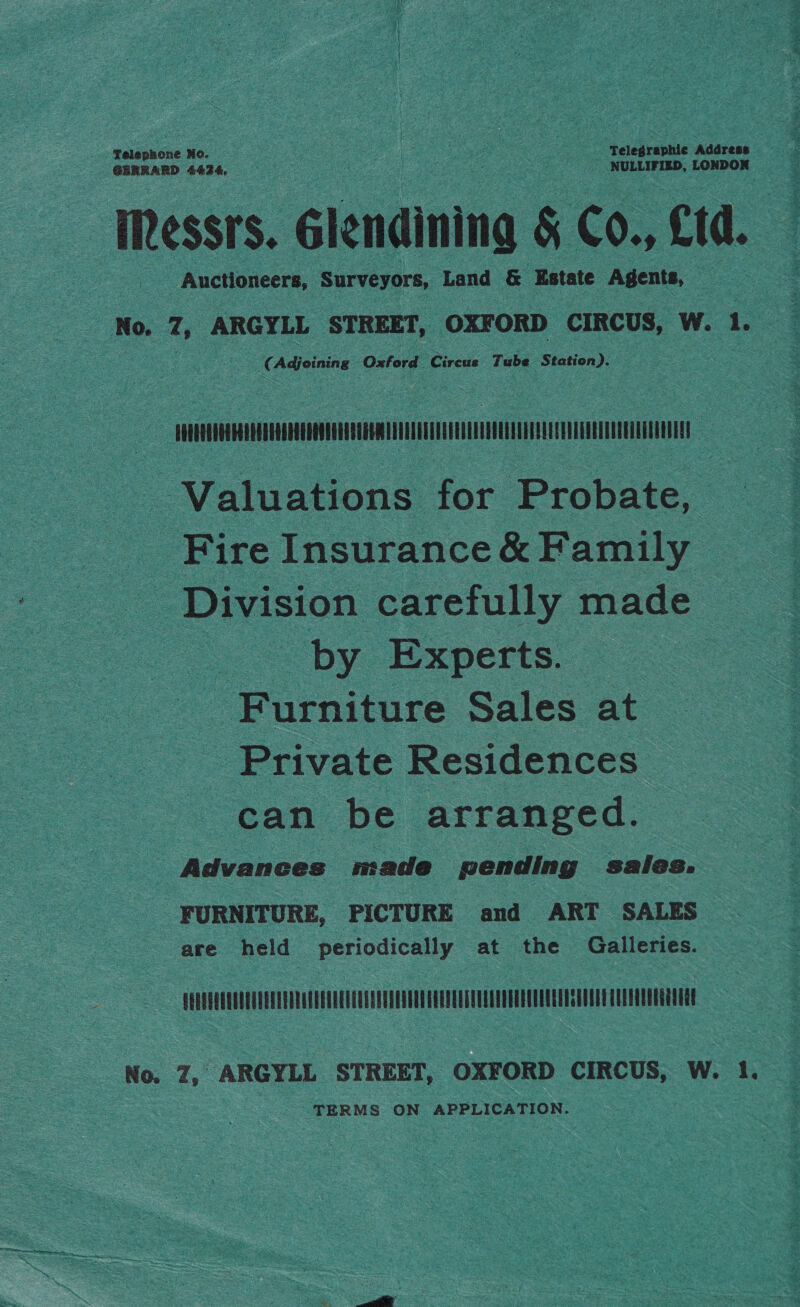 Telephone No.
GERRARD 4424.
Telegraphic Address
NULLIFIED, LONDON
Messrs. Glendining & Co., Ltd.
Auctioneers, Surveyors, Land & Estate Agents,
No. 7, ARGYLL STREET, OXFORD CIRCUS, W. 1.
(Adjoining Oxford Circus Tube Station).
Valuations for Probate,
Fire Insurance & Family
Division carefully made
by Experts.
Furniture Sales at
Private Residences
can be arranged.
Advances made pending sales.
FURNITURE, PICTURE and ART SALES
are held periodically at the Galleries.
No. 7, ARGYLL STREET, OXFORD CIRCUS, W. 1.
TERMS ON APPLICATION.